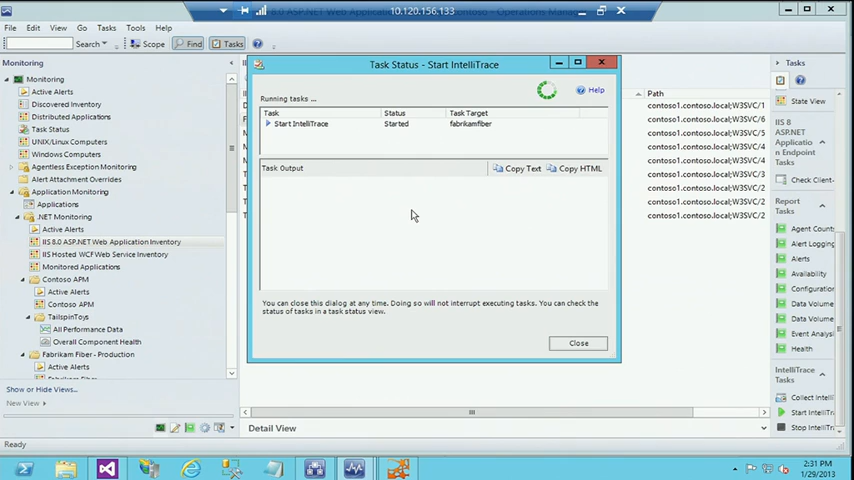 10.120.156.133
IIS 8.0 ASP.NET Web Application
Contoso - Operations Mana
File Edit View Go Tasks Tools Help
Search Scope Find Tasks
Monitoring
Monitoring
Active Alerts
Discovered Inventory
Distributed Applications
Task Status
UNIX/Linux Computers
Windows Computers
Agentless Exception Monitoring
Alert Attachment Overrides
Application Monitoring
Applications
.NET Monitoring
Active Alerts
IIS 8.0 ASP.NET Web Application Inventory
IIS Hosted WCF Web Service Inventory
Monitored Applications
Contoso APM
Active Alerts
Contoso APM
TailspinToys
All Performance Data
Overall Component Health
Fabrikam Fiber - Production
Active Alerts
Show or Hide Views...
New View
Ready
Task Status - Start IntelliTrace
Help
Running tasks ...
Task Status Task Target
Start IntelliTrace Started fabrikamfiber
Task Output Copy Text Copy HTML
You can close this dialog at any time. Doing so will not interrupt executing tasks. You can check the
status of tasks in a task status view.
Close
Path
contoso1.contoso.local;W3SVC/1
contoso1.contoso.local;W3SVC/6
contoso1.contoso.local;W3SVC/5
contoso1.contoso.local;W3SVC/4
contoso1.contoso.local;W3SVC/4
contoso1.contoso.local;W3SVC/3
contoso1.contoso.local;W3SVC/2
contoso1.contoso.local;W3SVC/2
contoso1.contoso.local;W3SVC/2
Detail View
Tasks
State View
IIS 8
ASP.NET
Web
Application
Endpoint
Tasks
Check Client-
Report
Tasks
Agent Counts
Alert Logging
Alerts
Availability
Configuration
Data Volume
Data Volume
Event Analysi
Health
IntelliTrace
Tasks
Collect Intelli
Start IntelliTr
Stop IntelliTra
2:31 PM
1/29/2013